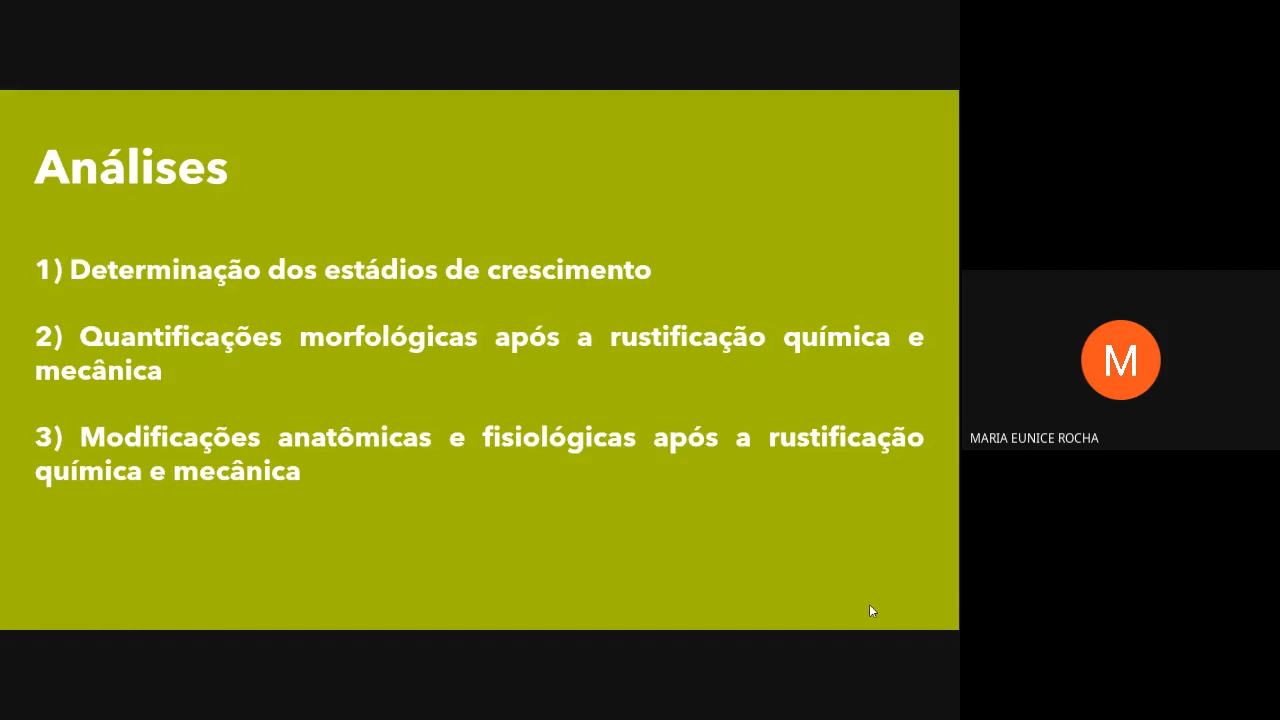 Análises
1) Determinação dos estádios de crescimento
2) Quantificações morfológicas após a rustificação química e
mecânica
3) Modificações anatômicas e fisiológicas após a rustificação
química e mecânica
M
MARIA EUNICE ROCHA